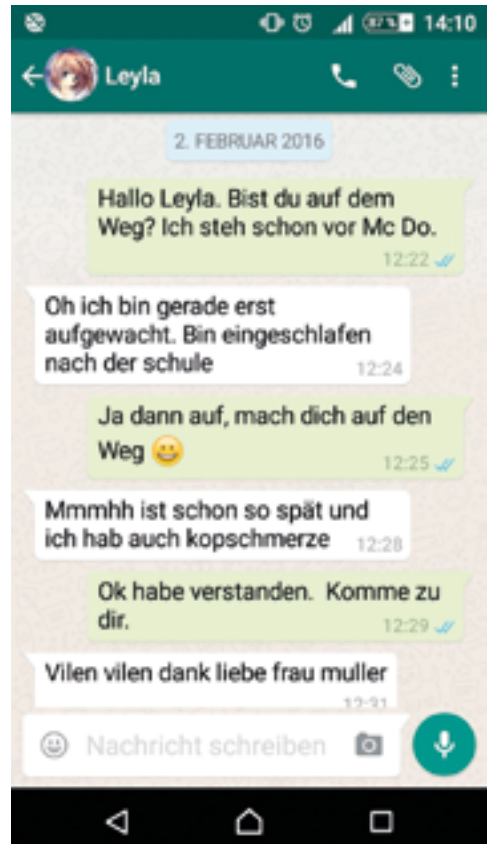 87% 14:10
Leyla
2. FEBRUAR 2016
Hallo Leyla. Bist du auf dem
Weg? Ich steh schon vor Mc Do.
12:22
Oh ich bin gerade erst
aufgewacht. Bin eingeschlafen
nach der schule
12:24
Ja dann auf, mach dich auf den
Weg 😀
12:25
Mmmhh ist schon so spät und
ich hab auch kopschmerze
12:28
Ok habe verstanden. Komme zu
dir.
12:29
Vilen vilen dank liebe frau muller
12:31
Nachricht schreiben